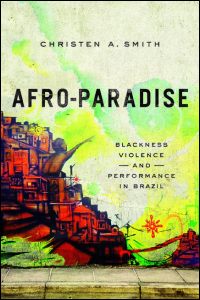 CHRISTEN A. SMITH
AFRO-PARADISE
BLACKNESS
VIOLENCE
— AND —
PERFORMANCE
IN BRAZIL